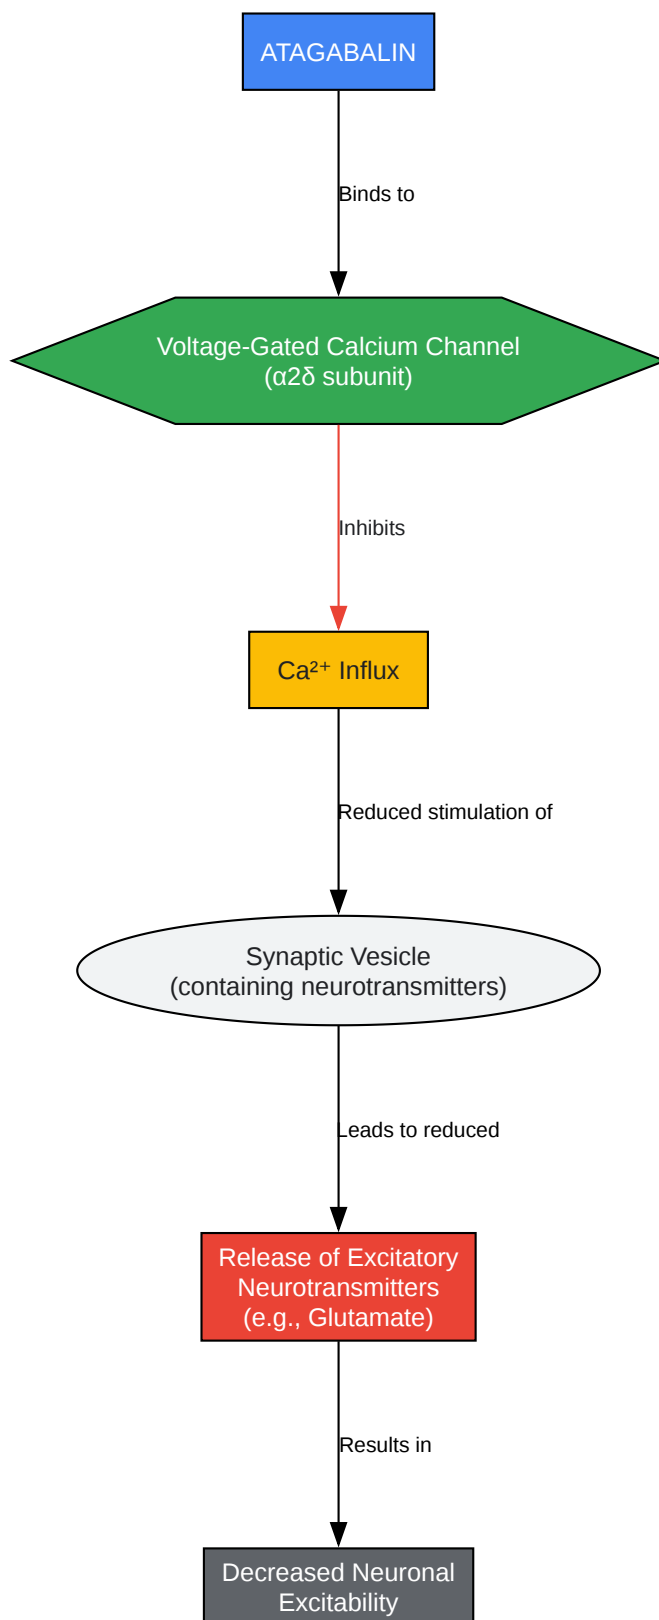 ATAGABALIN
Binds to
Voltage-Gated Calcium Channel
(α2δ subunit)
Inhibits
Ca²⁺ Influx
Reduced stimulation of
Synaptic Vesicle
(containing neurotransmitters)
Leads to reduced
Release of Excitatory
Neurotransmitters
(e.g., Glutamate)
Results in
Decreased Neuronal
Excitability